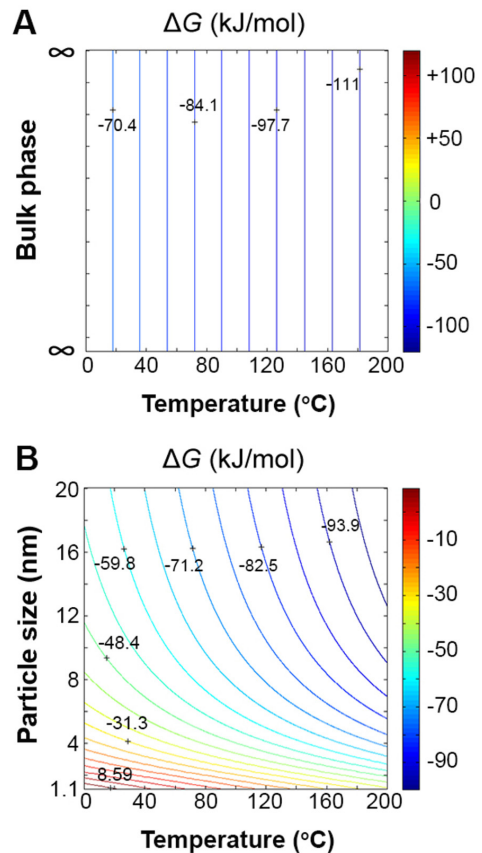 A
ΔG (kJ/mol)
∞
-111
-84.1
-70.4
-97.7
∞
Bulk phase
0 40 80 120 160 200
Temperature (°C)
+100
+50
0
-50
-100
B
ΔG (kJ/mol)
20
16
12
8
4
1.1
Particle size (nm)
-93.9
-59.8 -71.2 -82.5
-48.4
-31.3
8.59
0 40 80 120 160 200
Temperature (°C)
-10
-30
-50
-70
-90